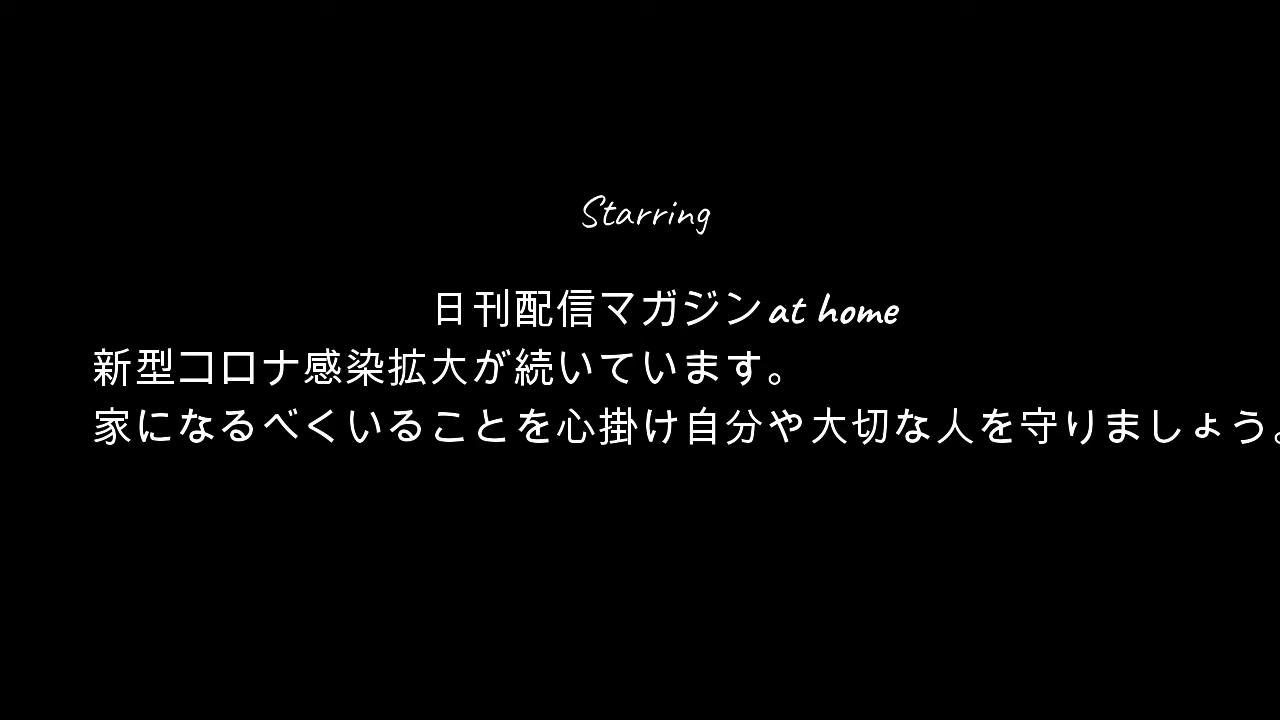 Starring
日刊配信マガジンat home
新型コロナ感染拡大が続いています。
家になるべくいることを心掛け自分や大切な人を守りましょう。